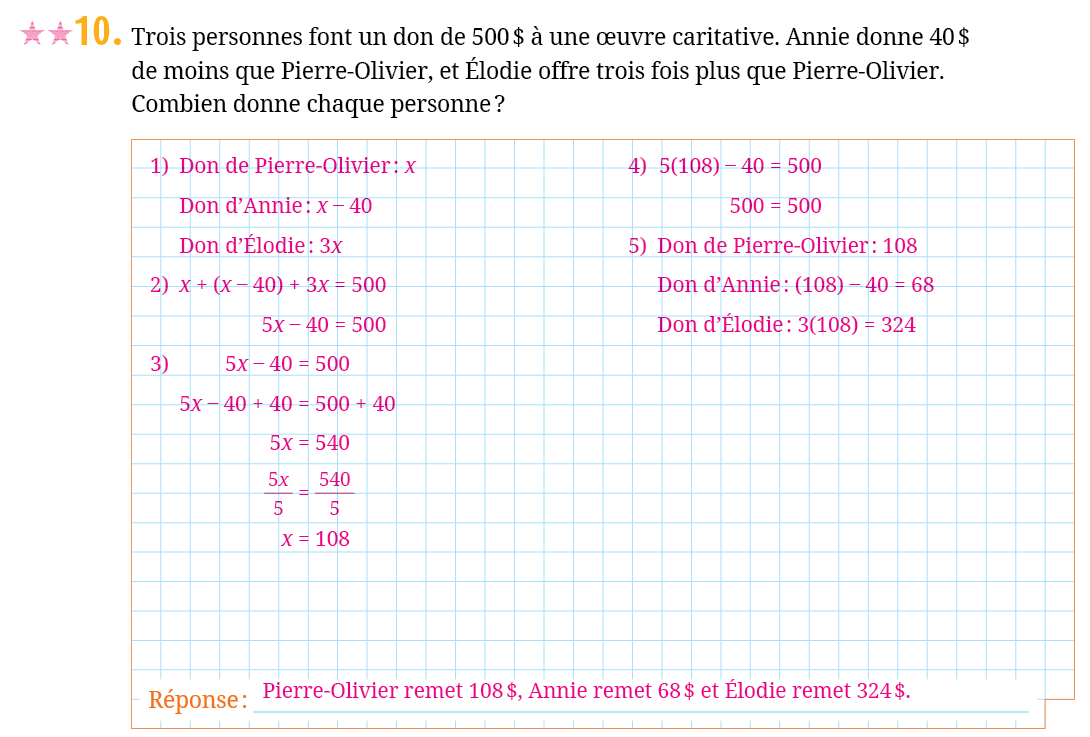 10. Trois personnes font un don de 500 $ à une œuvre caritative. Annie donne 40 $
de moins que Pierre-Olivier, et Élodie offre trois fois plus que Pierre-Olivier.
Combien donne chaque personne ?
1) Don de Pierre-Olivier : x
Don d’Annie : x – 40
Don d’Élodie : 3x
2) x + (x – 40) + 3x = 500
5x – 40 = 500
3) 5x – 40 = 500
5x – 40 + 40 = 500 + 40
5x = 540
5x/5 = 540/5
x = 108
4) 5(108) – 40 = 500
500 = 500
5) Don de Pierre-Olivier : 108
Don d’Annie : (108) – 40 = 68
Don d’Élodie : 3(108) = 324
Réponse : Pierre-Olivier remet 108 $, Annie remet 68 $ et Élodie remet 324 $.